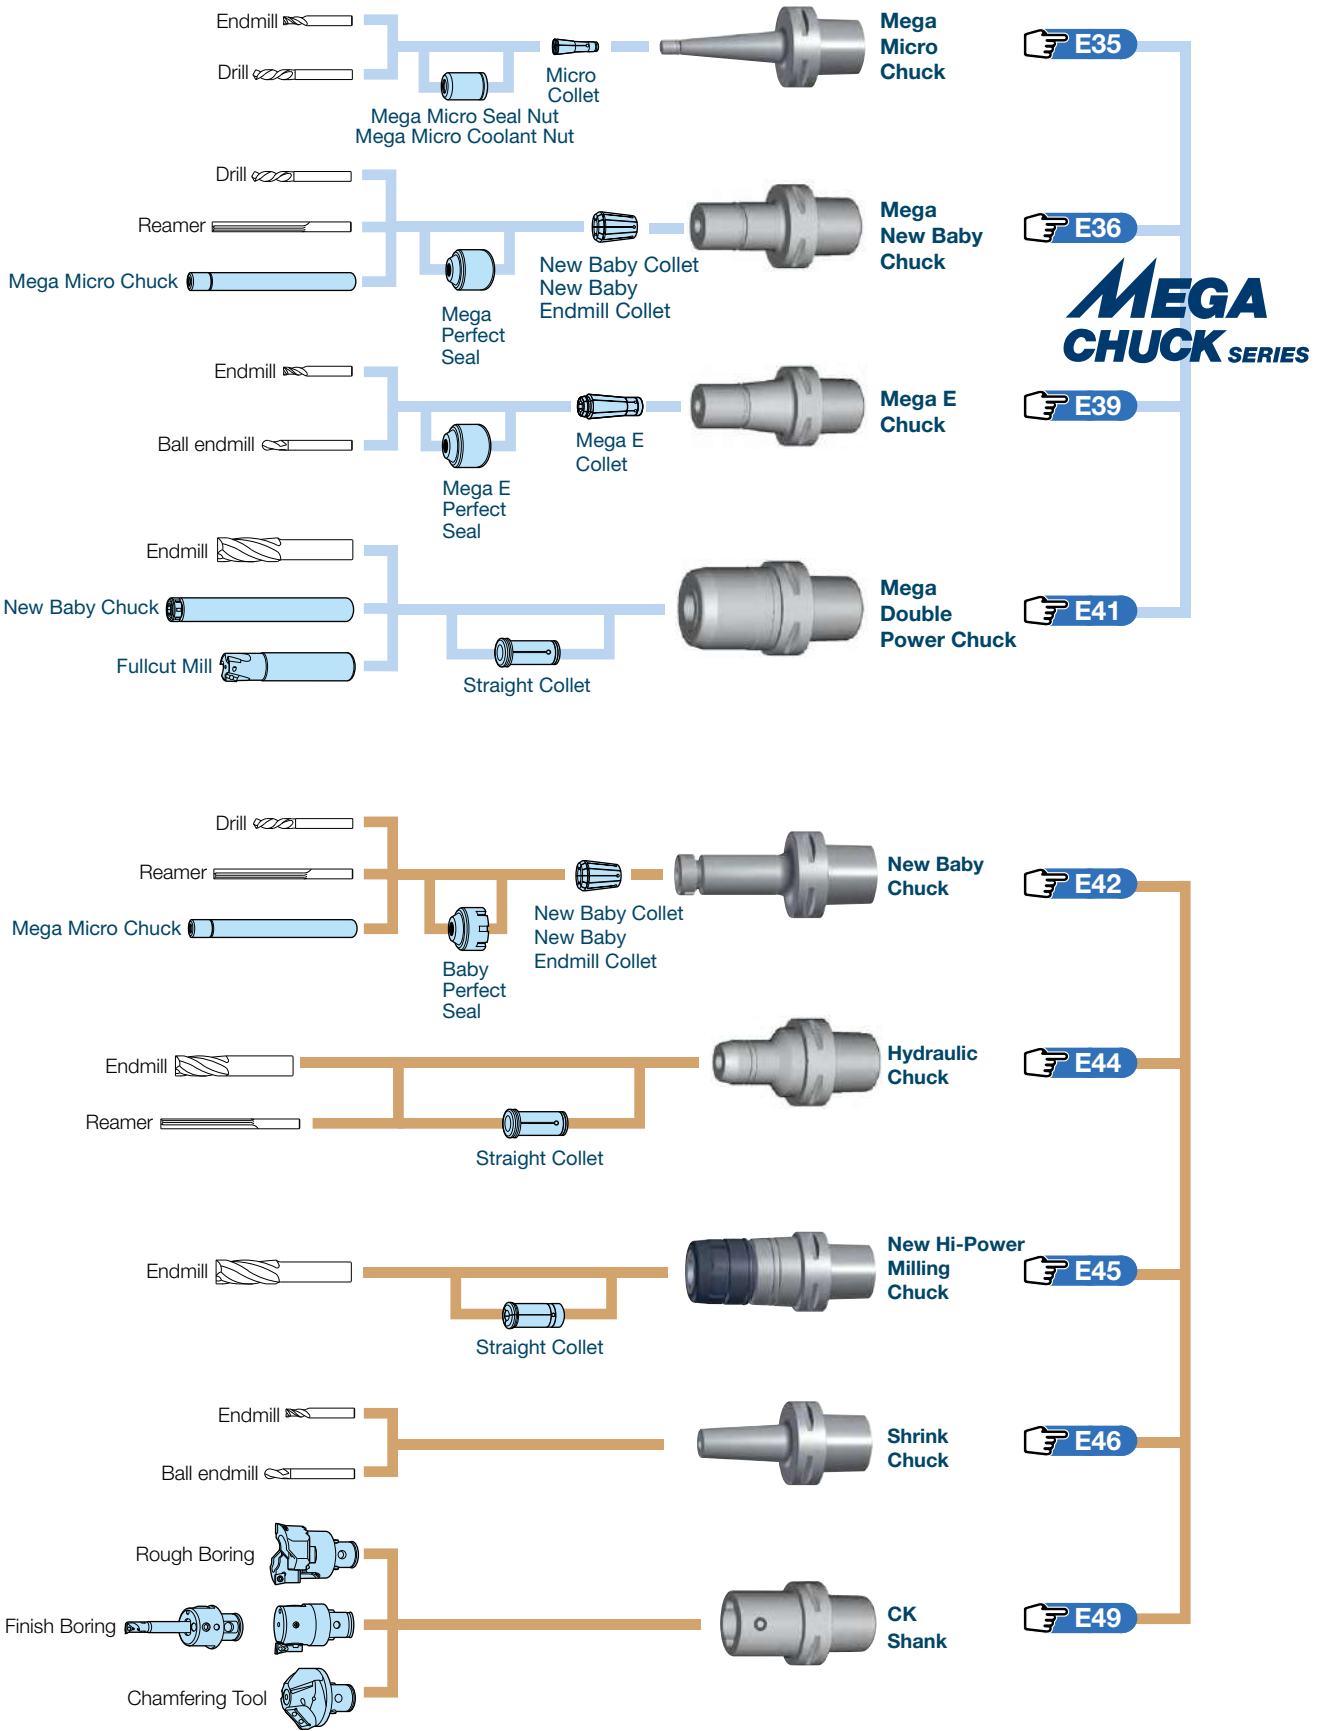 Endmill
Drill
Mega Micro Seal Nut
Mega Micro Coolant Nut
Micro
Collet
Mega
Micro
Chuck
E35
Drill
Reamer
Mega Micro Chuck
Mega
Perfect
Seal
New Baby Collet
New Baby
Endmill Collet
Mega
New Baby
Chuck
E36
MEGA
CHUCK SERIES
Endmill
Ball endmill
Mega E
Perfect
Seal
Mega E
Collet
Mega E
Chuck
E39
Endmill
New Baby Chuck
Fullcut Mill
Straight Collet
Mega
Double
Power Chuck
E41
Drill
Reamer
Mega Micro Chuck
Baby
Perfect
Seal
New Baby Collet
New Baby
Endmill Collet
New Baby
Chuck
E42
Endmill
Reamer
Straight Collet
Hydraulic
Chuck
E44
Endmill
Straight Collet
New Hi-Power
Milling
Chuck
E45
Endmill
Ball endmill
Shrink
Chuck
E46
Rough Boring
Finish Boring
Chamfering Tool
CK
Shank
E49